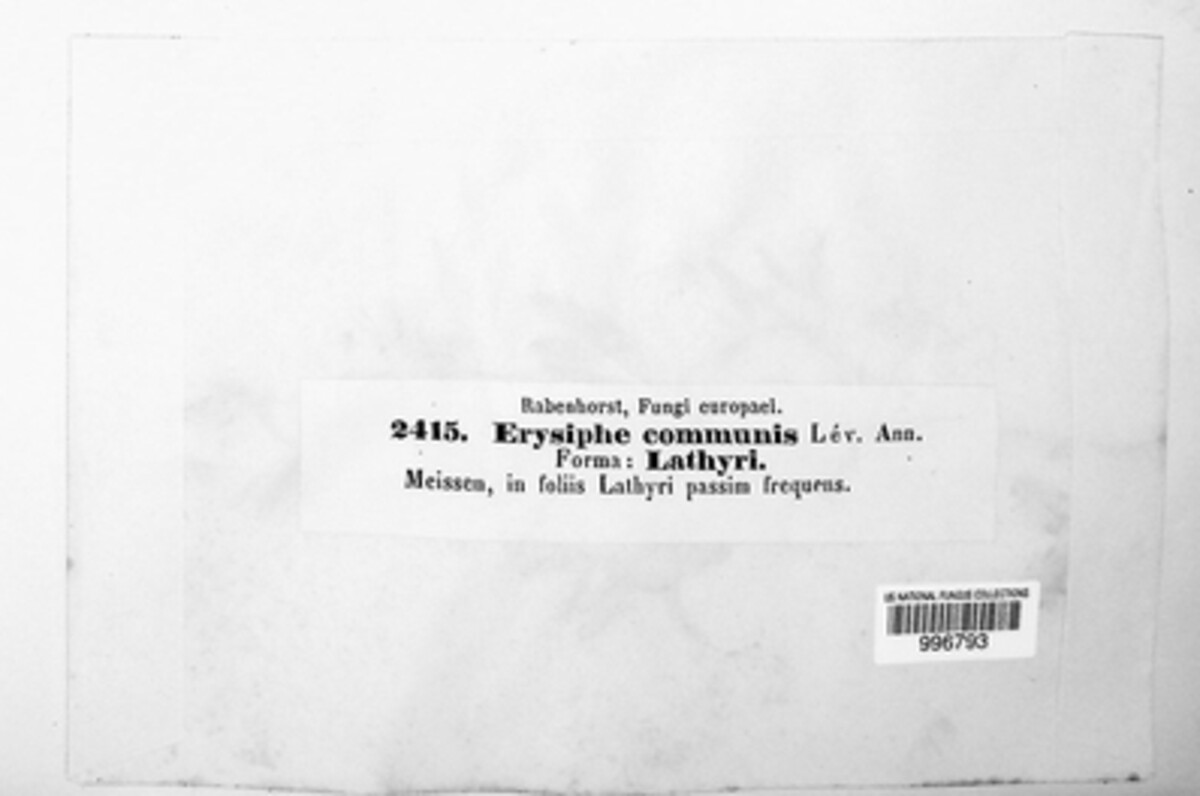 Rabenhorst, Fungi europaei.
2415. Erysiphe communis Lév. Ann.
Forma: Lathyri.
Meissen, in foliis Lathyri passim frequens.
US NATIONAL FUNGUS COLLECTIONS
996793